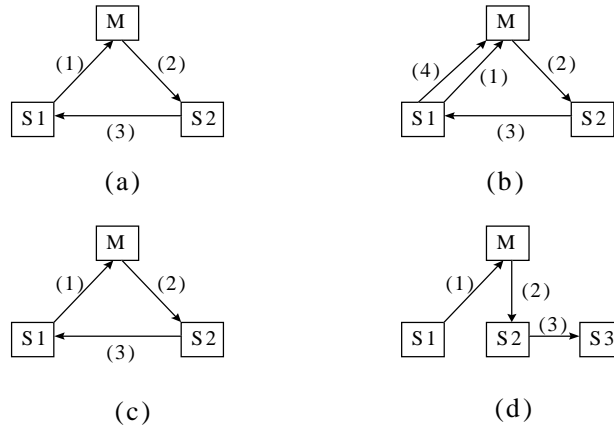 M M
(1) (2) (4) (1) (2)
S1 S2 S1 S2
(3) (3)
(a) (b)
M M
(1) (2) (1) (2)
S1 S2 S1 S2 (3) S3
(3)
(c) (d)